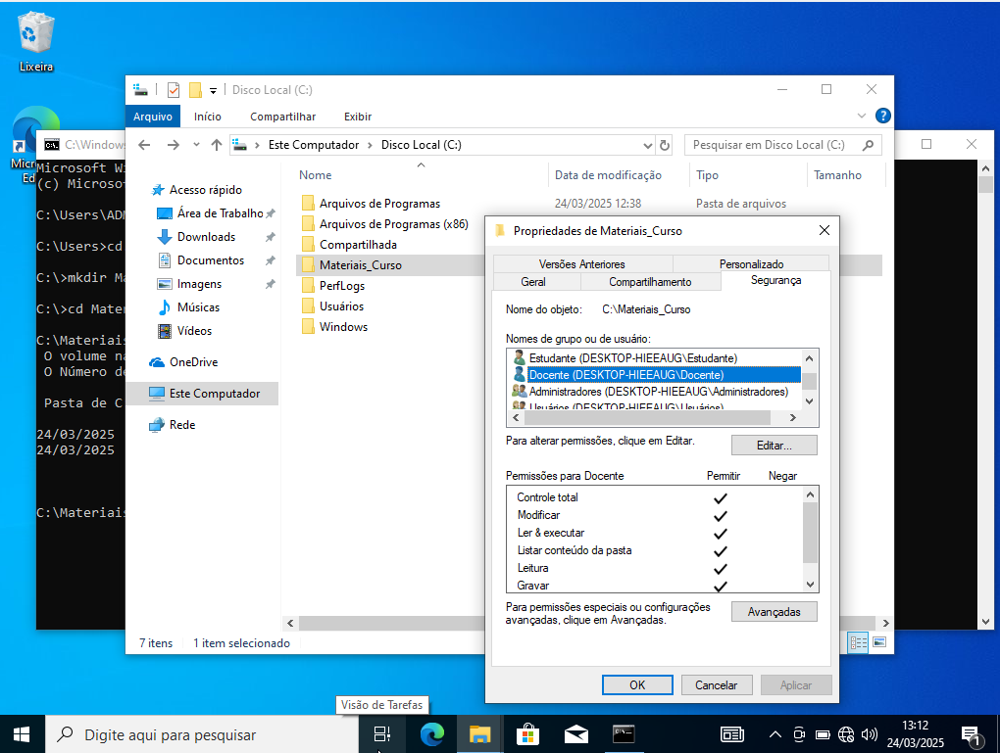 Lixeira
Disco Local (C:)
Arquivo
Início
Compartilhar
Exibir
Este Computador
Disco Local (C:)
Pesquisar em Disco Local (C:)
Nome
Data de modificação
Tipo
Tamanho
Acesso rápido
Área de Trabalho
Downloads
Documentos
Imagens
Músicas
Vídeos
OneDrive
Este Computador
Rede
Arquivos de Programas
24/03/2025 12:38
Pasta de arquivos
Arquivos de Programas (x86)
Compartilhada
Materiais_Curso
PerfLogs
Usuários
Windows
7 itens
1 item selecionado
C:\Windows
Microsoft Wi
(c) Microsof
C:\Users\ADM
C:\Users>cd
C:\>mkdir Ma
C:\>cd Mater
C:\Materiais
O volume na
O Número de
Pasta de C
24/03/2025
24/03/2025
C:\Materiais
Propriedades de Materiais_Curso
Versões Anteriores
Personalizado
Geral
Compartilhamento
Segurança
Nome do objeto:
C:\Materiais_Curso
Nomes de grupo ou de usuário:
Estudante (DESKTOP-HIEEAUG\Estudante)
Docente (DESKTOP-HIEEAUG\Docente)
Administradores (DESKTOP-HIEEAUG\Administradores)
Usuários (DESKTOP-HIEEAUG\Usuários)
Para alterar permissões, clique em Editar.
Editar...
Permissões para Docente
Permitir
Negar
Controle total
Modificar
Ler & executar
Listar conteúdo da pasta
Leitura
Gravar
Para permissões especiais ou configurações
avançadas, clique em Avançadas.
Avançadas
OK
Cancelar
Aplicar
Visão de Tarefas
Digite aqui para pesquisar
13:12
24/03/2025
1